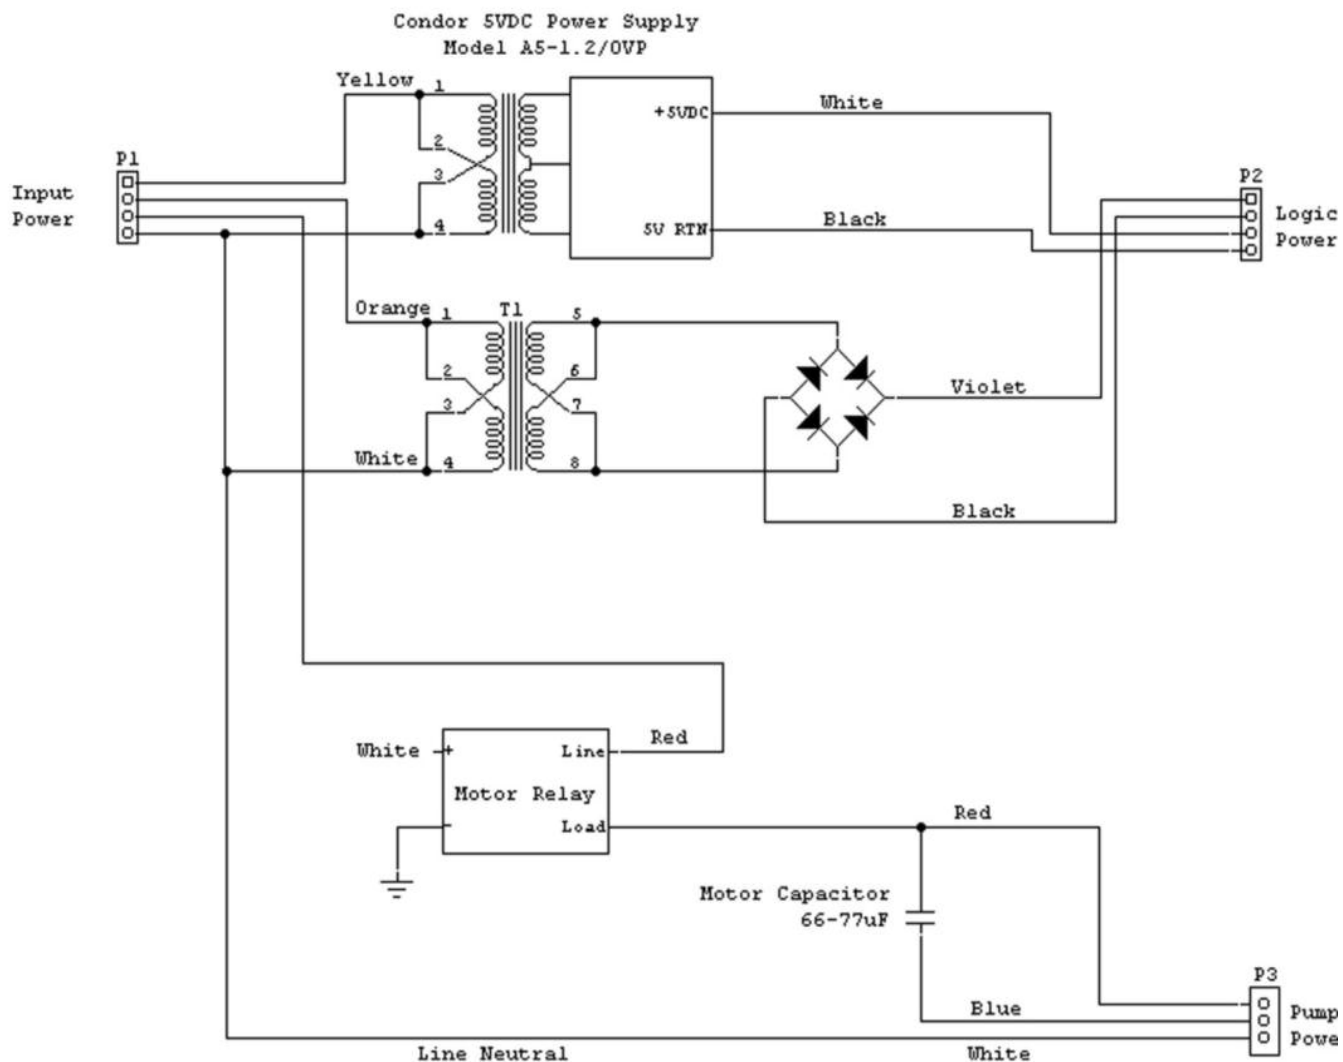 Condor 5VDC Power Supply
Model A5-1.2/OVP
Yellow
1
2
3
4
P1
Input
Power
+5VDC
5V RTN
White
Black
P2
Logic
Power
Orange
T1
1
2
3
4
5
6
7
8
White
Violet
Black
White
+
-
Line
Motor Relay
Load
Red
Red
Motor Capacitor
66-77uF
Blue
P3
Pump
Powe
Line Neutral
White